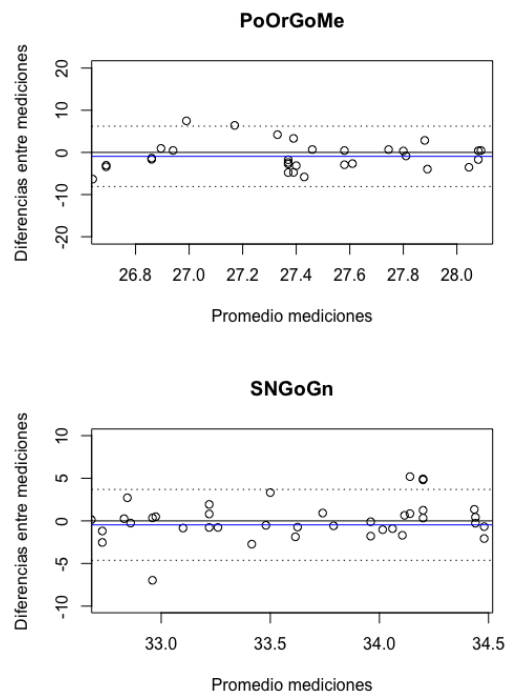 PoOrGoMe
Diferencias entre mediciones
20
10
0
-10
-20
26.8 27.0 27.2 27.4 27.6 27.8 28.0
Promedio mediciones
SNGoGn
Diferencias entre mediciones
10
5
0
-5
-10
33.0 33.5 34.0 34.5
Promedio mediciones